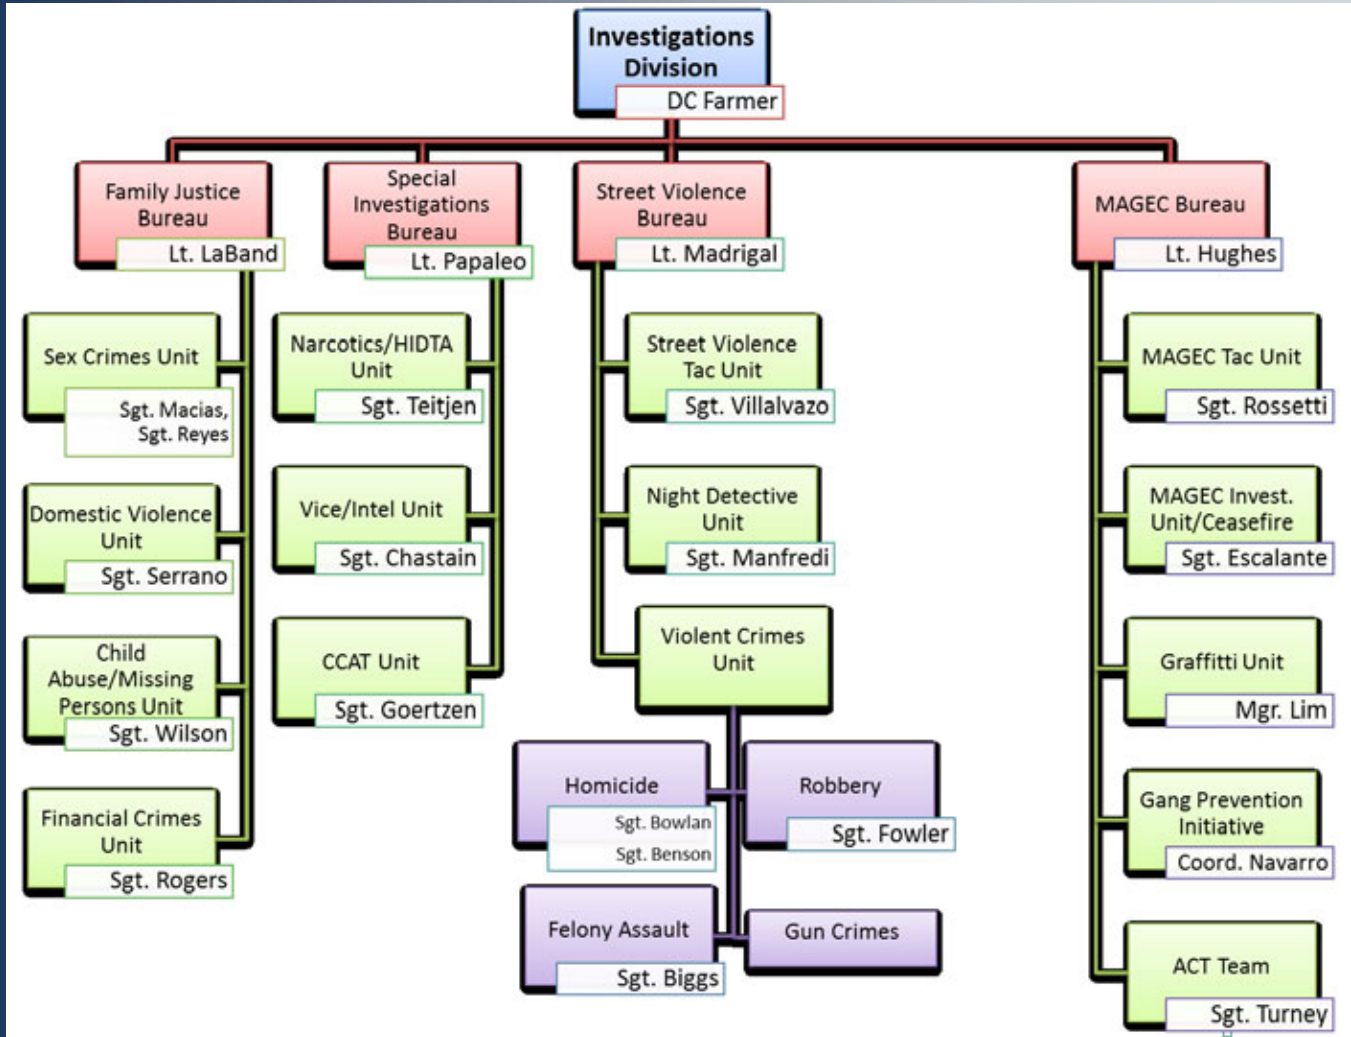 Investigations
Division
DC Farmer
Family Justice
Bureau
Lt. LaBand
Special
Investigations
Bureau
Lt. Papaleo
Street Violence
Bureau
Lt. Madrigal
MAGEC Bureau
Lt. Hughes
Sex Crimes Unit
Sgt. Macias,
Sgt. Reyes
Domestic Violence
Unit
Sgt. Serrano
Child
Abuse/Missing
Persons Unit
Sgt. Wilson
Financial Crimes
Unit
Sgt. Rogers
Narcotics/HIDTA
Unit
Sgt. Teitjen
Vice/Intel Unit
Sgt. Chastain
CCAT Unit
Sgt. Goertzen
Street Violence
Tac Unit
Sgt. Villalvazo
Night Detective
Unit
Sgt. Manfredi
Violent Crimes
Unit
Homicide
Sgt. Bowlan
Sgt. Benson
Robbery
Sgt. Fowler
Felony Assault
Sgt. Biggs
Gun Crimes
MAGEC Tac Unit
Sgt. Rossetti
MAGEC Invest.
Unit/Ceasefire
Sgt. Escalante
Graffitti Unit
Mgr. Lim
Gang Prevention
Initiative
Coord. Navarro
ACT Team
Sgt. Turney